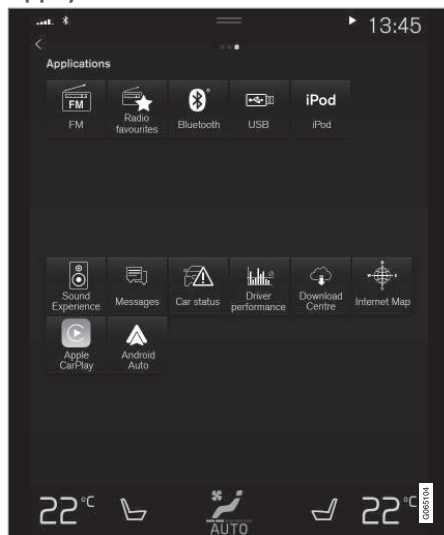 13:45
Applications
FM
FM
Radio
favourites
Bluetooth
USB
iPod
iPod
Sound
Experience
Messages
Car status
Driver
performance
Download
Centre
Internet Map
Apple
CarPlay
Android
Auto
22°C
AUTO
22°C
G065104